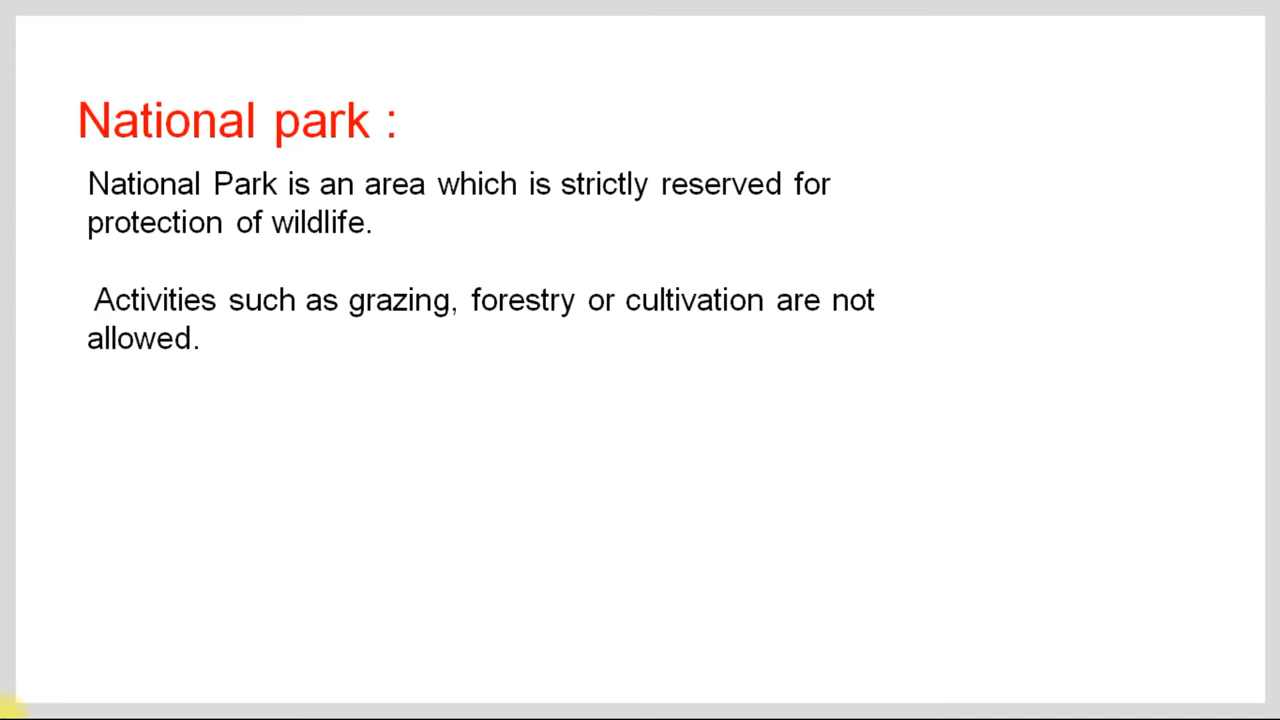 National park :
National Park is an area which is strictly reserved for
protection of wildlife.
Activities such as grazing, forestry or cultivation are not
allowed.